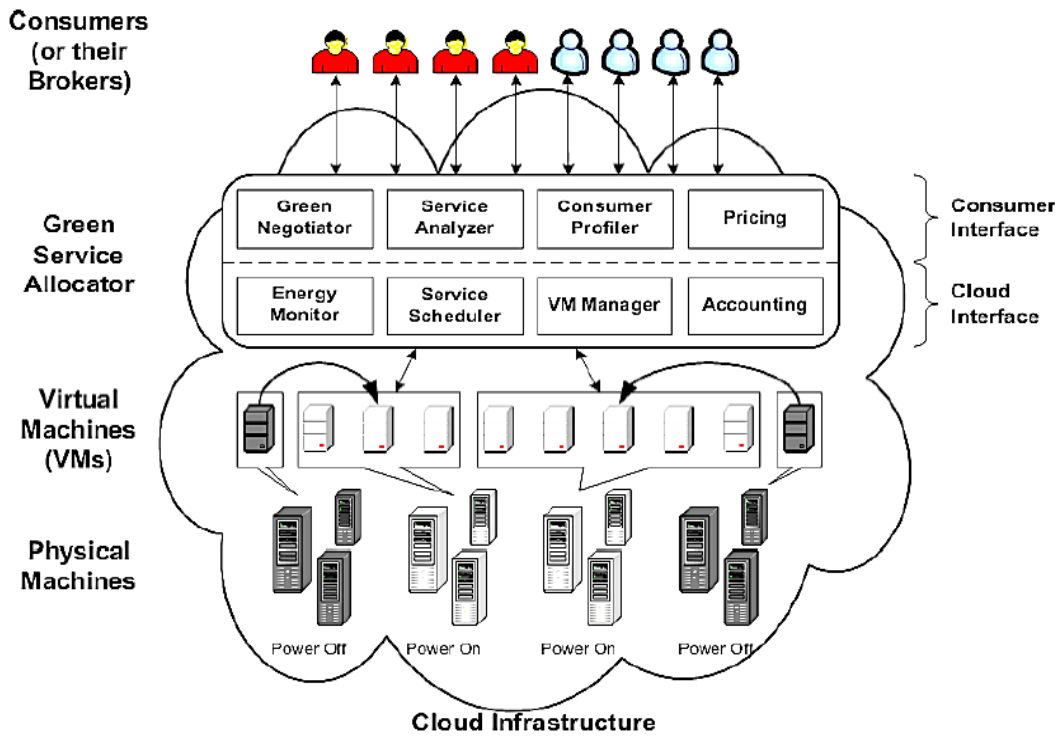 Consumers
(or their
Brokers)
Green
Negotiator
Service
Analyzer
Consumer
Profiler
Pricing
Consumer
Interface
Green
Service
Allocator
Energy
Monitor
Service
Scheduler
VM Manager
Accounting
Cloud
Interface
Virtual
Machines
(VMs)
Physical
Machines
Power Off
Power On
Power On
Power Off
Cloud Infrastructure